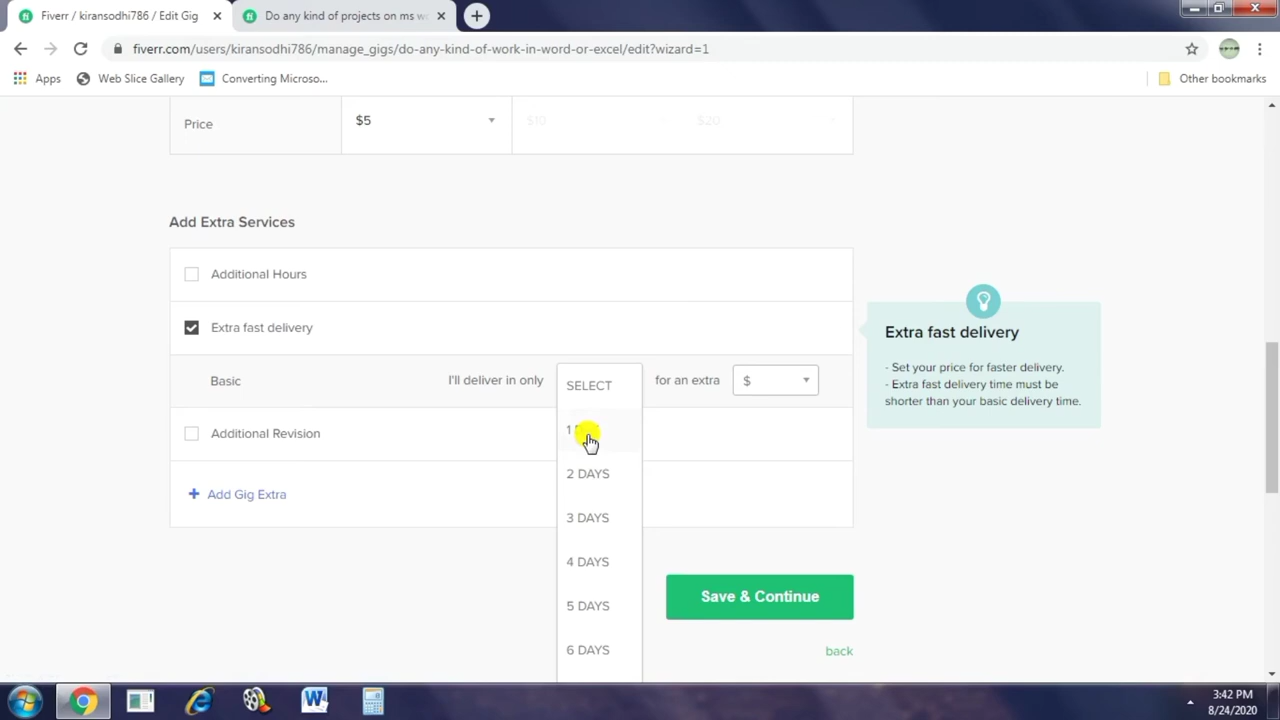 Fiverr / kiransodhi786 / Edit Gig
Do any kind of projects on ms wo
fiverr.com/users/kiransodhi786/manage_gigs/do-any-kind-of-work-in-word-or-excel/edit?wizard=1
Apps Web Slice Gallery Converting Microso... Other bookmarks
Price $5 $10 $20
Add Extra Services
Additional Hours
Extra fast delivery
Basic I'll deliver in only SELECT for an extra $
1
Additional Revision
2 DAYS
Add Gig Extra
3 DAYS
4 DAYS
5 DAYS
6 DAYS
Extra fast delivery
- Set your price for faster delivery.
- Extra fast delivery time must be
shorter than your basic delivery time.
Save & Continue
back
3:42 PM
8/24/2020